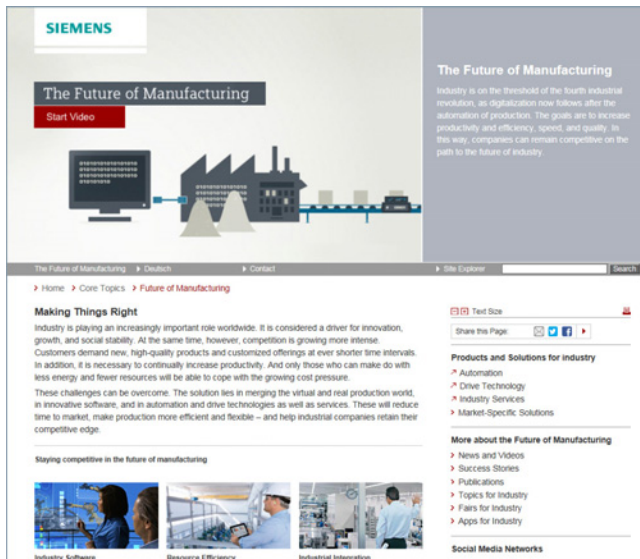 SIEMENS
The Future of Manufacturing
Start Video
The Future of Manufacturing
Industry is on the threshold of the fourth industrial
revolution, as digitalization now follows after the
automation of production. The goals are to increase
productivity and efficiency, speed, and quality. In
this way, companies can remain competitive on the
path to the future of industry.
The Future of Manufacturing Deutsch Contact Site Explorer Search
Home Core Topics Future of Manufacturing
Making Things Right
Industry is playing an increasingly important role worldwide. It is considered a driver for innovation,
growth, and social stability. At the same time, however, competition is growing more intense.
Customers demand new, high-quality products and customized offerings at ever shorter time intervals.
In addition, it is necessary to continually increase productivity. And only those who can make do with
less energy and fewer resources will be able to cope with the growing cost pressure.
These challenges can be overcome. The solution lies in merging the virtual and real production world,
in innovative software, and in automation and drive technologies as well as services. These will reduce
time to market, make production more efficient and flexible – and help industrial companies retain their
competitive edge.
Staying competitive in the future of manufacturing
Industry Software Resource Efficiency Industrial Integration
Text Size
Share this Page:
Products and Solutions for industry
Automation
Drive Technology
Industry Services
Market-Specific Solutions
More about the Future of Manufacturing
News and Videos
Success Stories
Publications
Topics for Industry
Fairs for Industry
Apps for Industry
Social Media Networks